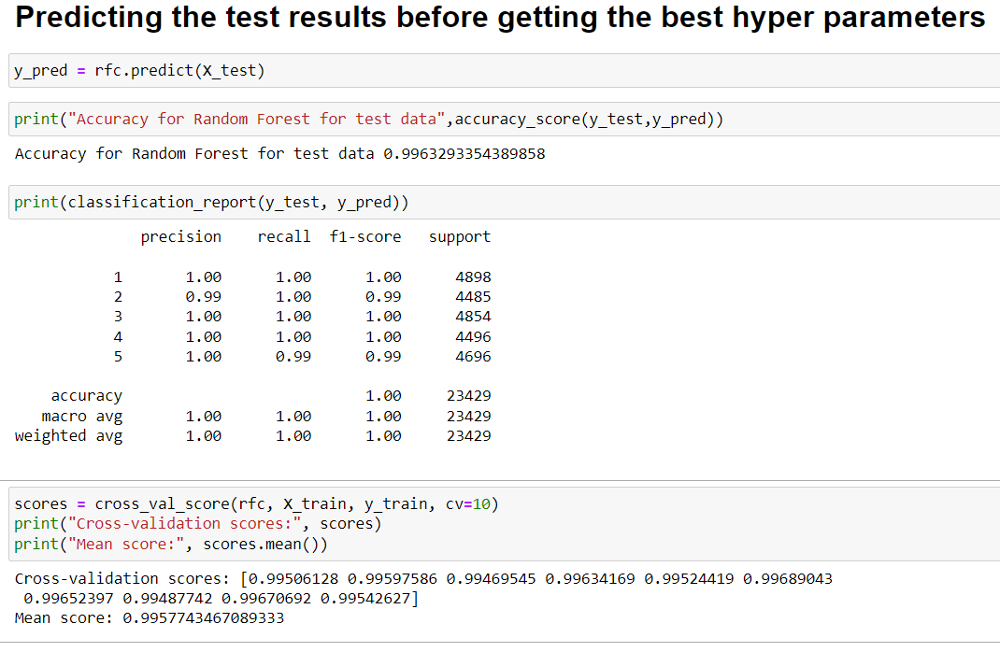 Predicting the test results before getting the best hyper parameters
y_pred = rfc.predict(X_test)
print("Accuracy for Random Forest for test data",accuracy_score(y_test,y_pred))
Accuracy for Random Forest for test data 0.9963293354389858
print(classification_report(y_test, y_pred))
precision recall f1-score support
1 1.00 1.00 1.00 4898
2 0.99 1.00 0.99 4485
3 1.00 1.00 1.00 4854
4 1.00 1.00 1.00 4496
5 1.00 0.99 0.99 4696
accuracy 1.00 23429
macro avg 1.00 1.00 1.00 23429
weighted avg 1.00 1.00 1.00 23429
scores = cross_val_score(rfc, X_train, y_train, cv=10)
print("Cross-validation scores:", scores)
print("Mean score:", scores.mean())
Cross-validation scores: [0.99506128 0.99597586 0.99469545 0.99634169 0.99524419 0.99689043
0.99652397 0.99487742 0.99670692 0.99542627]
Mean score: 0.9957743467089333